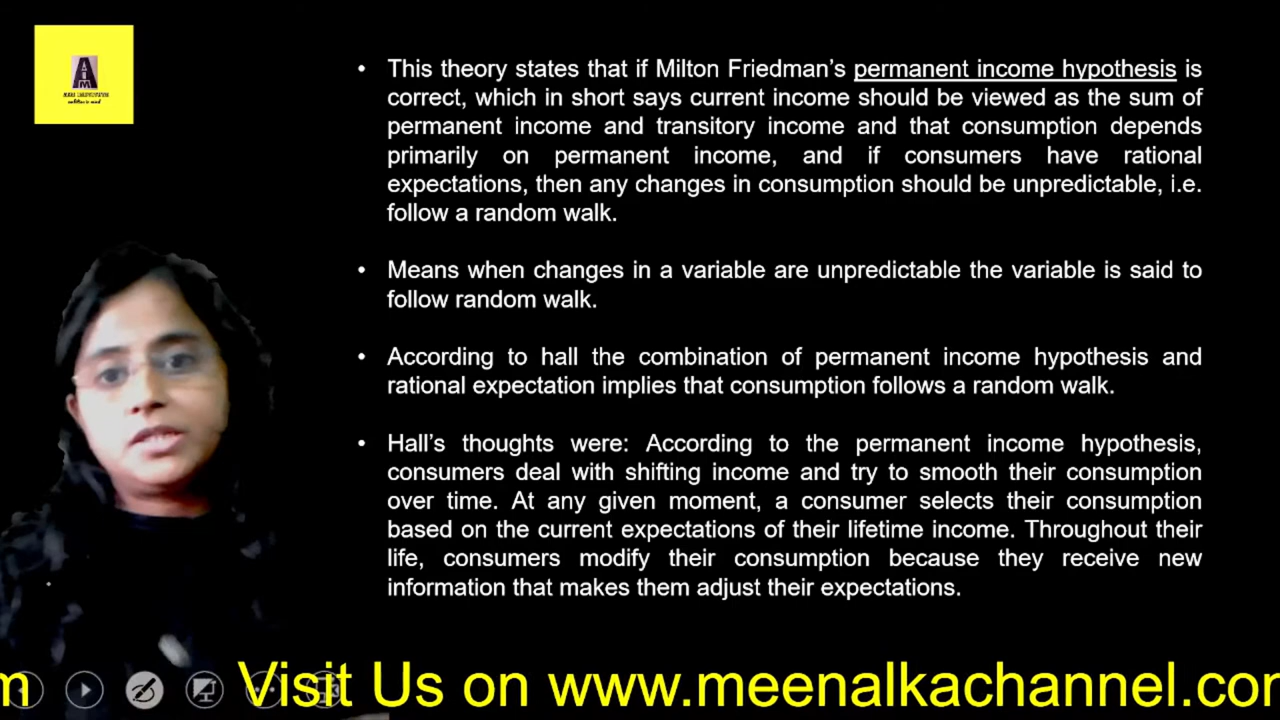 • This theory states that if Milton Friedman’s permanent income hypothesis is
correct, which in short says current income should be viewed as the sum of
permanent income and transitory income and that consumption depends
primarily on permanent income, and if consumers have rational
expectations, then any changes in consumption should be unpredictable, i.e.
follow a random walk.
• Means when changes in a variable are unpredictable the variable is said to
follow random walk.
• According to hall the combination of permanent income hypothesis and
rational expectation implies that consumption follows a random walk.
• Hall’s thoughts were: According to the permanent income hypothesis,
consumers deal with shifting income and try to smooth their consumption
over time. At any given moment, a consumer selects their consumption
based on the current expectations of their lifetime income. Throughout their
life, consumers modify their consumption because they receive new
information that makes them adjust their expectations.
m Visit Us on www.meenalkachannel.com